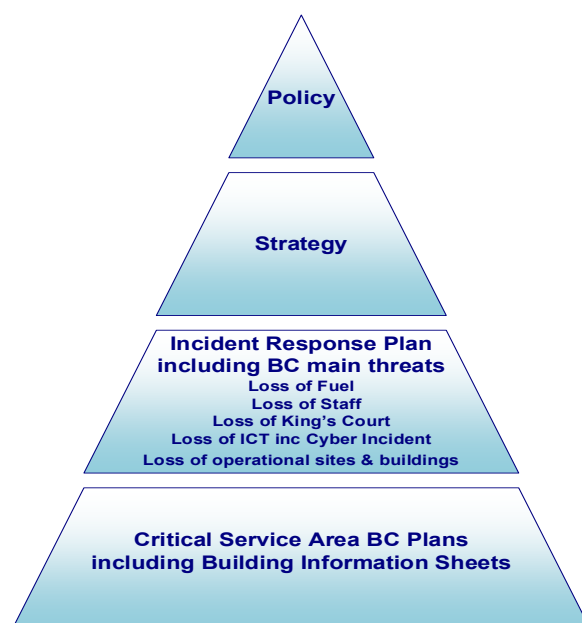 Policy
Strategy
Incident Response Plan
including BC main threats
Loss of Fuel
Loss of Staff
Loss of King's Court
Loss of ICT inc Cyber Incident
Loss of operational sites & buildings
Critical Service Area BC Plans
including Building Information Sheets